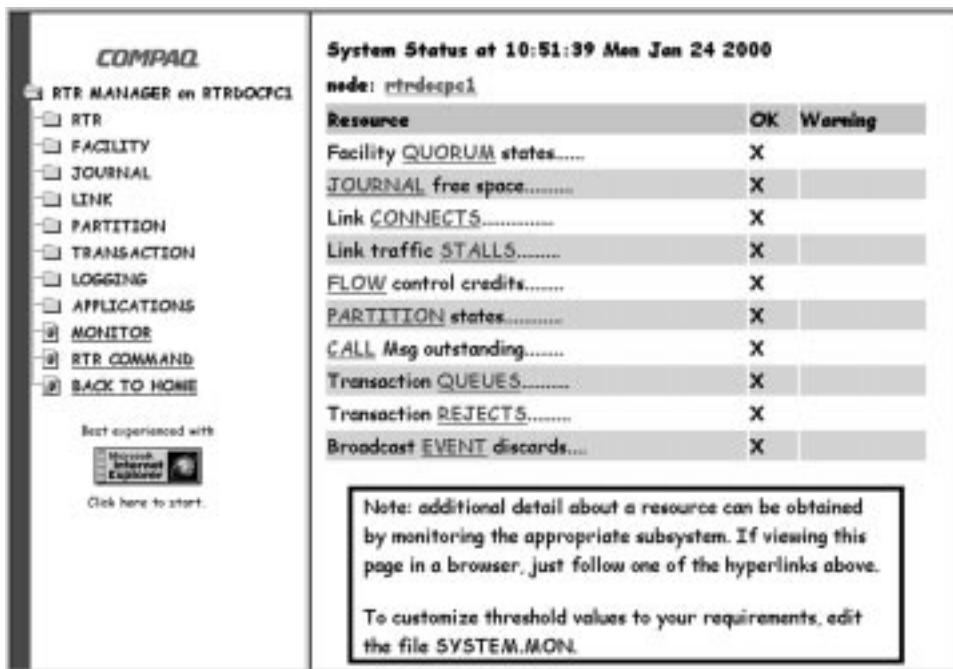 COMPAQ
RTR MANAGER on RTRDOCPC1
RTR
FACILITY
JOURNAL
LINK
PARTITION
TRANSACTION
LOGGING
APPLICATIONS
MONITOR
RTR COMMAND
BACK TO HOME
Best experienced with
Microsoft
Internet
Explorer
Click here to start.
System Status at 10:51:39 Mon Jan 24 2000
node: rtrdocpc1
Resource OK Warning
Facility QUORUM states...... X
JOURNAL free space......... X
Link CONNECTS.............. X
Link traffic STALLS........ X
FLOW control credits....... X
PARTITION states........... X
CALL Msg outstanding....... X
Transaction QUEUES......... X
Transaction REJECTS........ X
Broadcast EVENT discards.... X
Note: additional detail about a resource can be obtained
by monitoring the appropriate subsystem. If viewing this
page in a browser, just follow one of the hyperlinks above.
To customize threshold values to your requirements, edit
the file SYSTEM.MON.